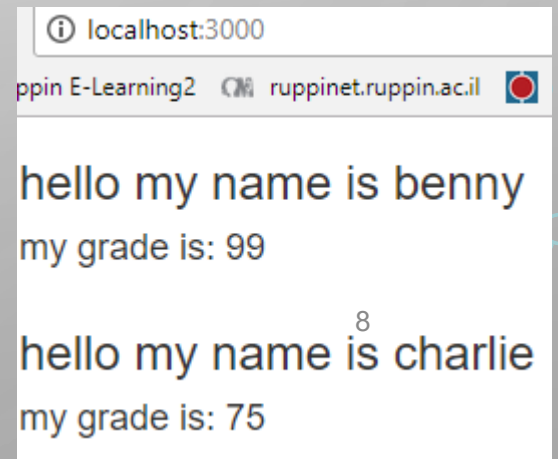 localhost:3000
ppin E-Learning2 ruppinet.ruppin.ac.il
hello my name is benny
my grade is: 99
8
hello my name is charlie
my grade is: 75